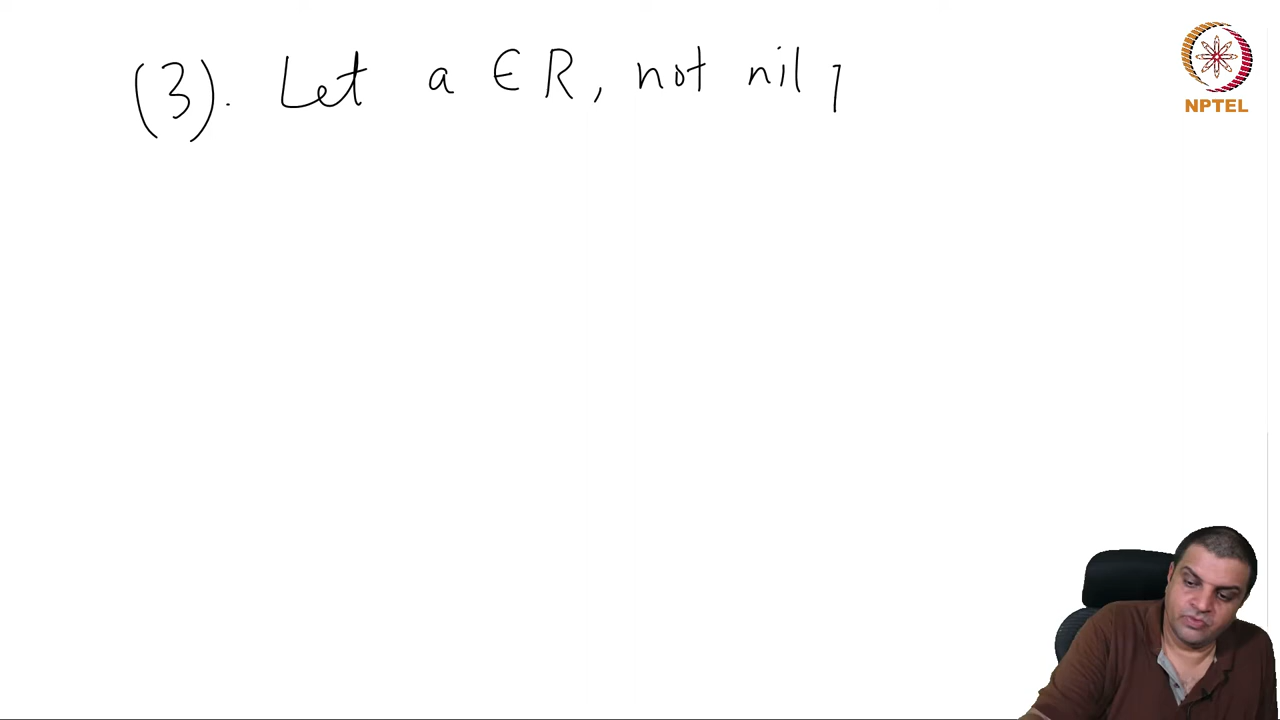 (3). Let a ∈ R, not nil p
NPTEL